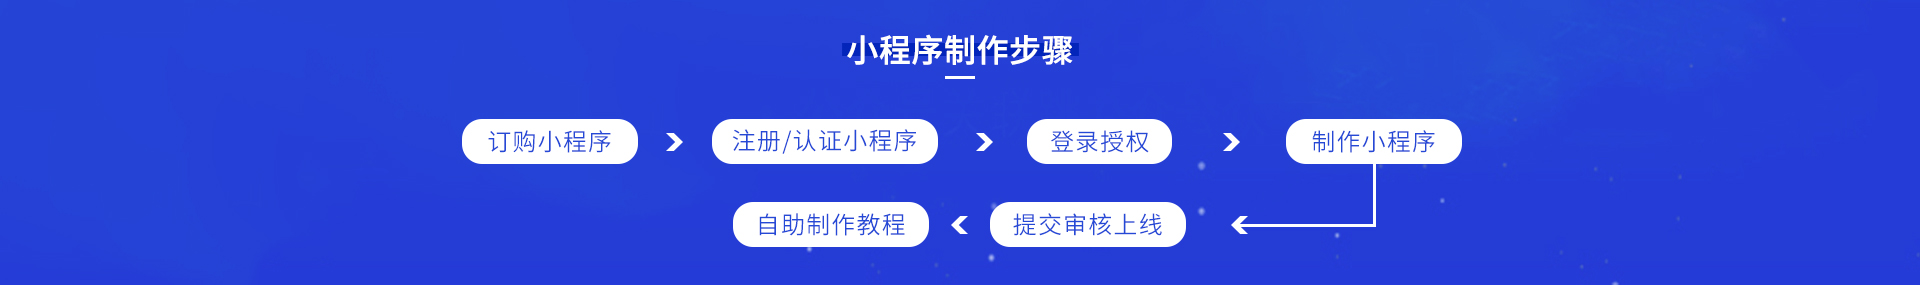 小程序制作步骤
订购小程序
注册/认证小程序
登录授权
制作小程序
提交审核上线
自助制作教程